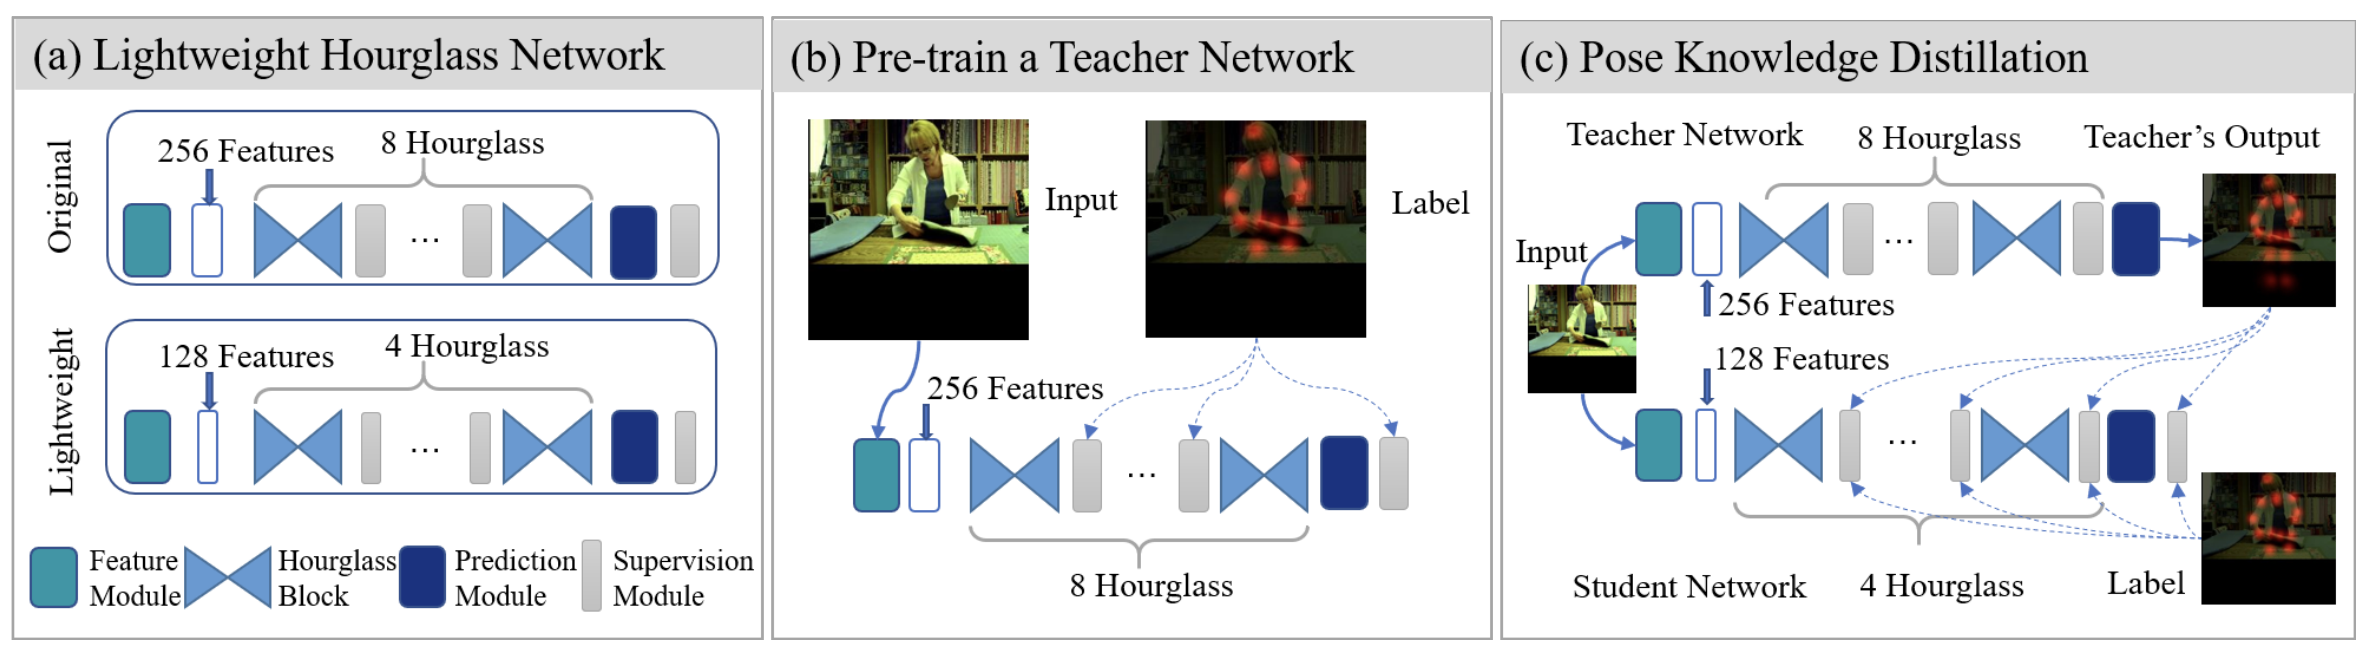 (a) Lightweight Hourglass Network
Original
256 Features
8 Hourglass
...
Lightweight
128 Features
4 Hourglass
...
Feature
Module
Hourglass
Block
Prediction
Module
Supervision
Module
(b) Pre-train a Teacher Network
Input
Label
256 Features
...
8 Hourglass
(c) Pose Knowledge Distillation
Teacher Network
8 Hourglass
Teacher’s Output
Input
...
256 Features
128 Features
...
Student Network
4 Hourglass
Label